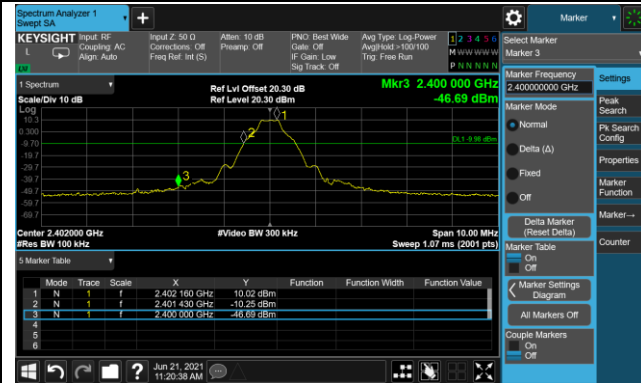 Spectrum Analyzer 1
Swept SA
Marker
KEYSIGHT
L
Input: RF
Coupling: AC
Align: Auto
Input Z: 50 Ω
Corrections: Off
Freq Ref: Int (S)
Atten: 10 dB
Preamp: Off
PNO: Best Wide
Gate: Off
IF Gain: Low
Sig Track: Off
Avg Type: Log-Power
Avg|Hold:>100/100
Trig: Free Run
1 2 3 4 5 6
M W W W W W
P N N N N N
Select Marker
Marker 3
1 Spectrum
Scale/Div 10 dB
Ref Lvl Offset 20.30 dB
Ref Level 20.30 dBm
Mkr3 2.400 000 GHz
-46.69 dBm
Log
10.3
0.300
-9.70
-19.7
-29.7
-39.7
-49.7
-59.7
-69.7
1
2
3
DL1 -9.98 dBm
Center 2.402000 GHz
#Res BW 100 kHz
#Video BW 300 kHz
Span 10.00 MHz
Sweep 1.07 ms (2001 pts)
5 Marker Table
Mode Trace Scale X Y Function Function Width Function Value
1 N 1 f 2.402 160 GHz 10.02 dBm
2 N 1 f 2.401 430 GHz -10.25 dBm
3 N 1 f 2.400 000 GHz -46.69 dBm
4
5
6
Marker Frequency
2.400000000 GHz
Marker Mode
Normal
Delta (Δ)
Fixed
Off
Delta Marker
(Reset Delta)
Marker Table
On
Off
Marker Settings
Diagram
All Markers Off
Couple Markers
On
Off
Settings
Peak
Search
Pk Search
Config
Properties
Marker
Function
Marker→
Counter
?
Jun 21, 2021
11:20:38 AM